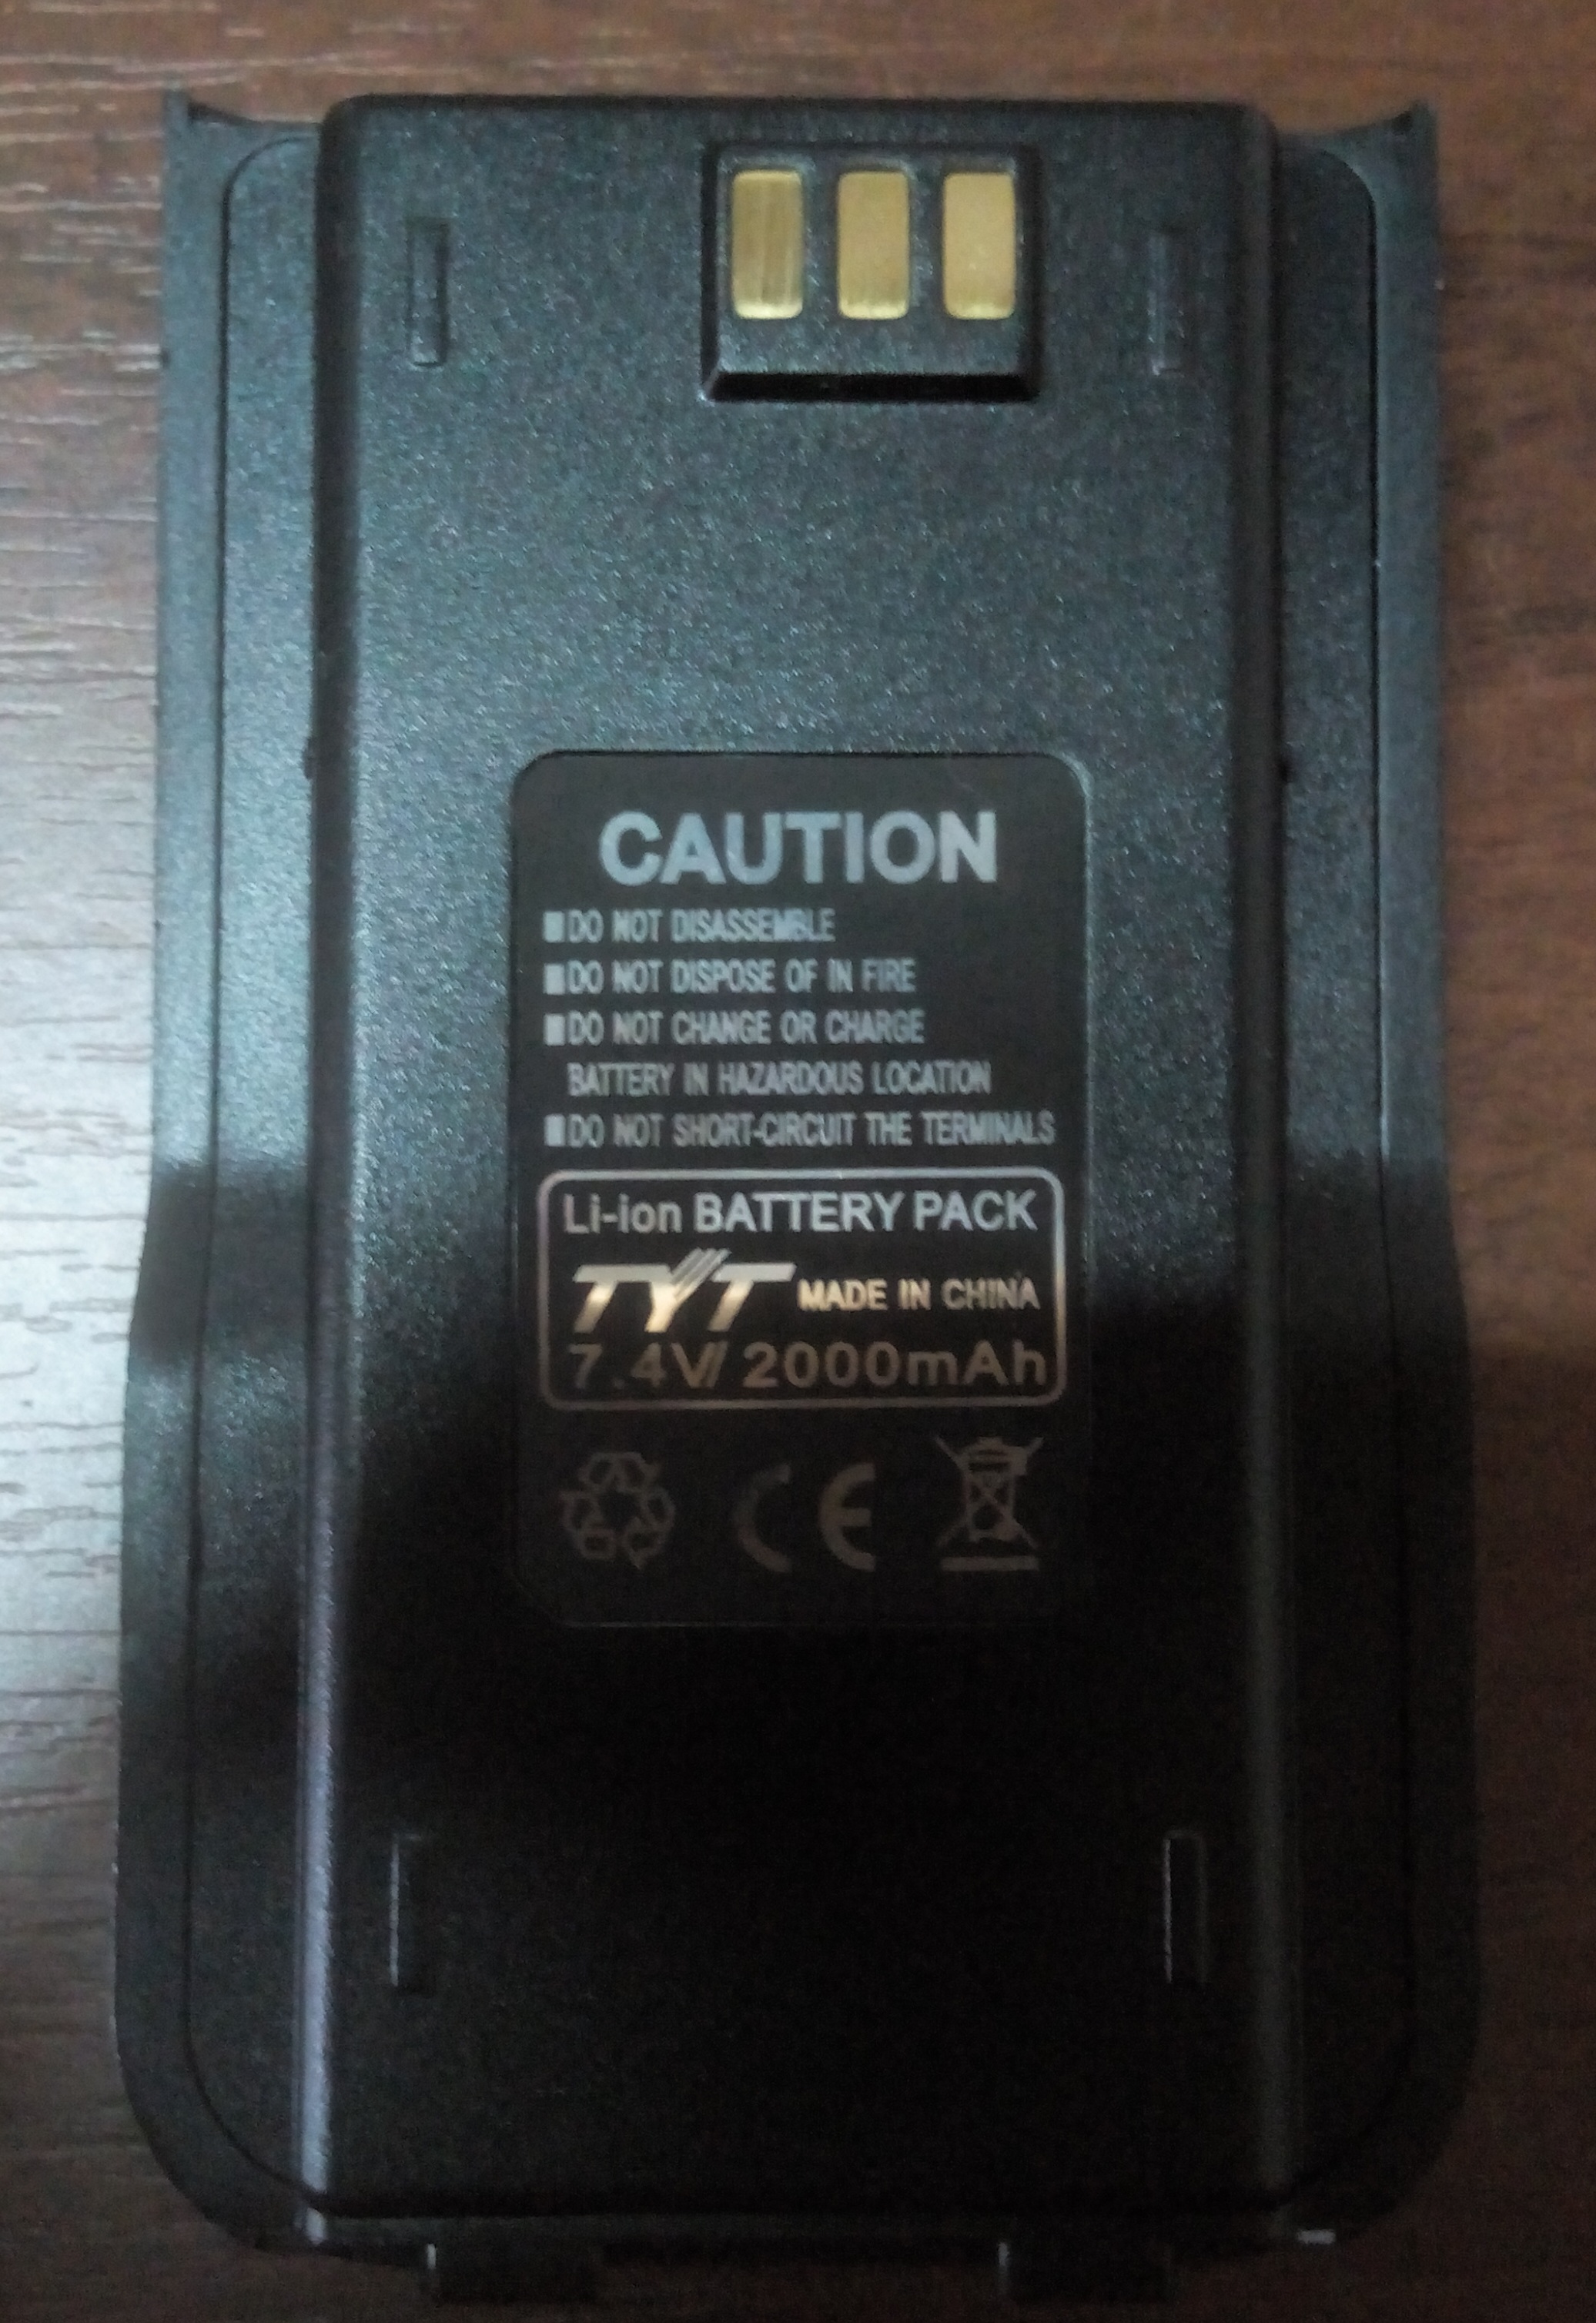 CAUTION
DO NOT DISASSEMBLE
DO NOT DISPOSE OF IN FIRE
DO NOT CHANGE OR CHARGE
BATTERY IN HAZARDOUS LOCATION
DO NOT SHORT-CIRCUIT THE TERMINALS
Li-ion BATTERY PACK
TYT MADE IN CHINA
7.4V/ 2000mAh
CE